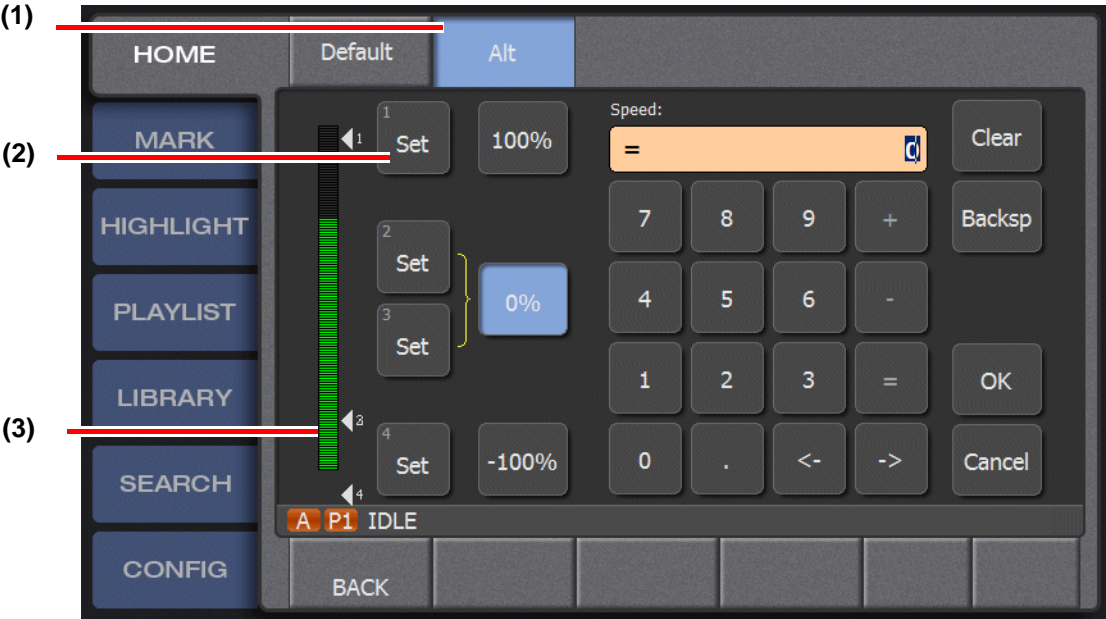 (1)
HOME
Default
Alt
(2)
MARK
HIGHLIGHT
PLAYLIST
LIBRARY
(3)
SEARCH
CONFIG
1
1
Set
100%
2
Set
3
Set
0%
4
4
Set
-100%
Speed:
=
Clear
7 8 9 + Backsp
4 5 6 -
1 2 3 = OK
0 . <- -> Cancel
A P1 IDLE
BACK